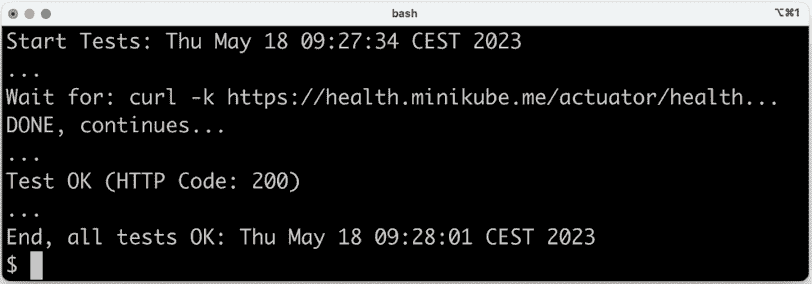 bash
⌥⌘1
Start Tests: Thu May 18 09:27:34 CEST 2023
...
Wait for: curl -k https://health.minikube.me/actuator/health...
DONE, continues...
...
Test OK (HTTP Code: 200)
...
End, all tests OK: Thu May 18 09:28:01 CEST 2023
$